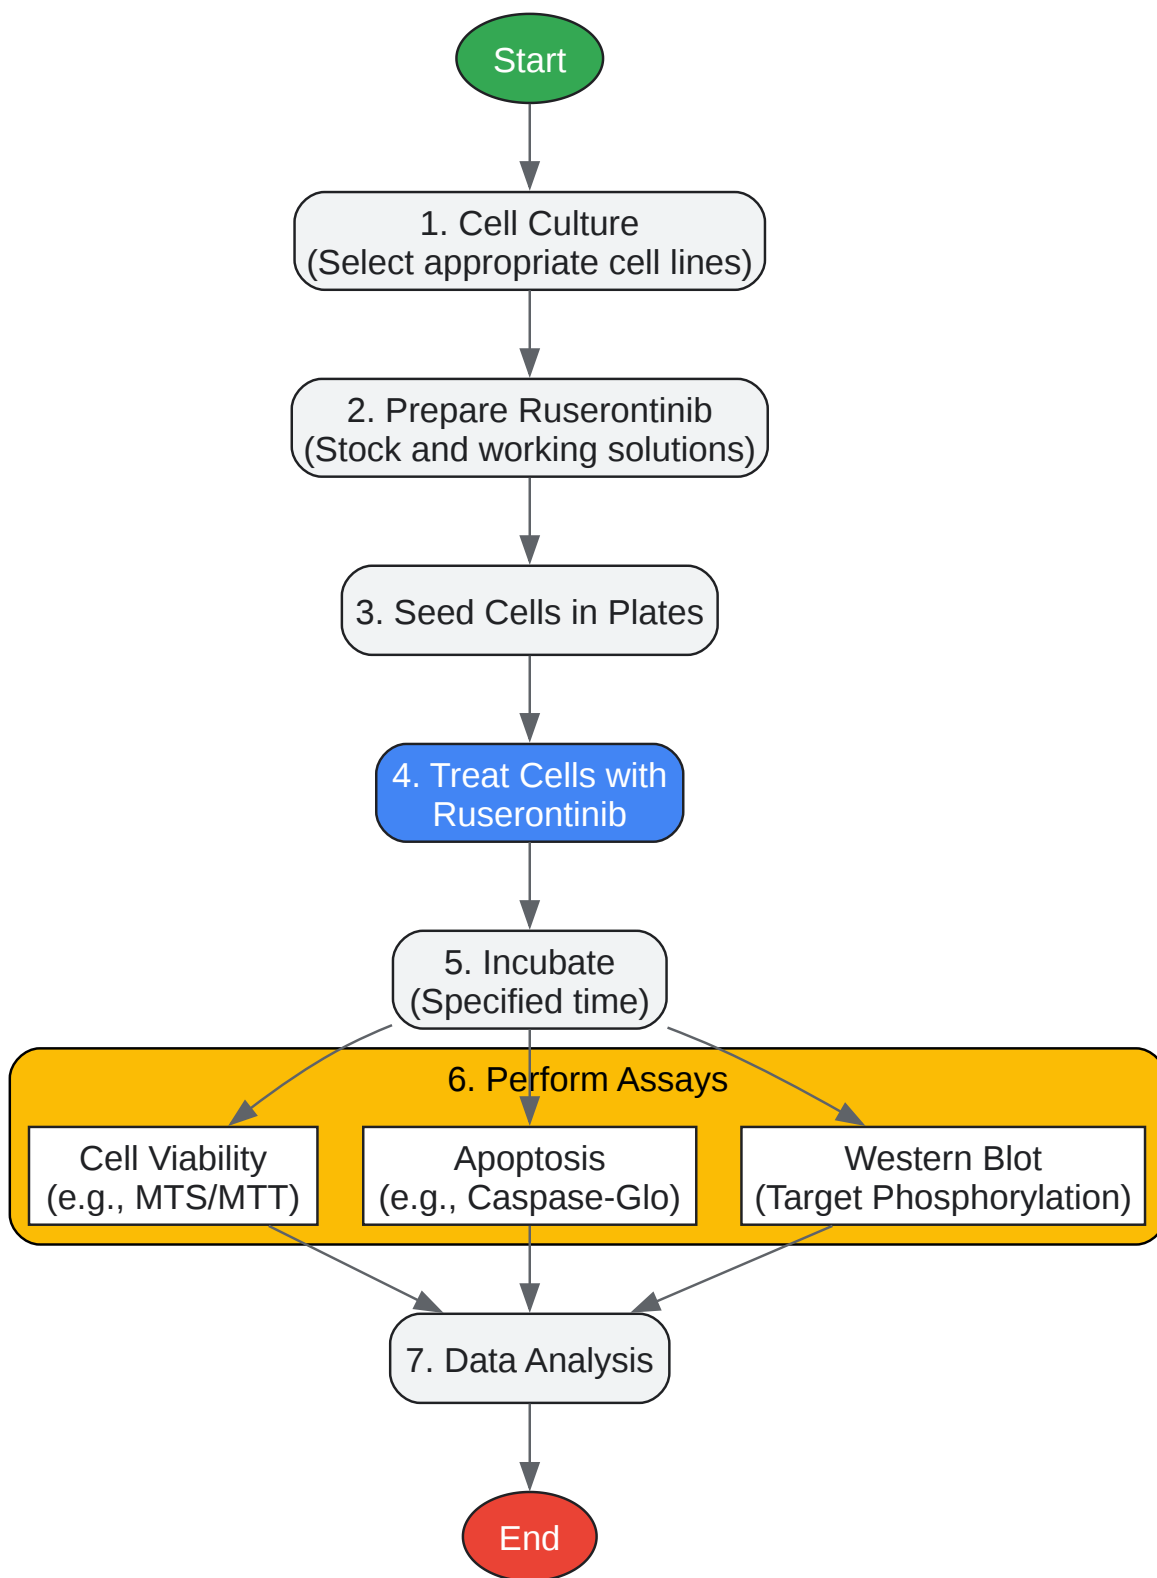 Start
1. Cell Culture
(Select appropriate cell lines)
2. Prepare Ruserontinib
(Stock and working solutions)
3. Seed Cells in Plates
4. Treat Cells with
Ruserontinib
5. Incubate
(Specified time)
6. Perform Assays
Cell Viability
(e.g., MTS/MTT)
Apoptosis
(e.g., Caspase-Glo)
Western Blot
(Target Phosphorylation)
7. Data Analysis
End